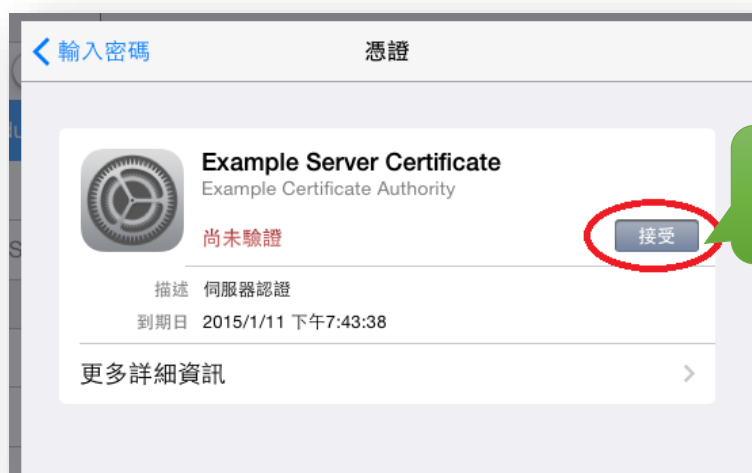 輸入密碼
憑證
Example Server Certificate
Example Certificate Authority
尚未驗證
接受
描述 伺服器認證
到期日 2015/1/11 下午7:43:38
更多詳細資訊